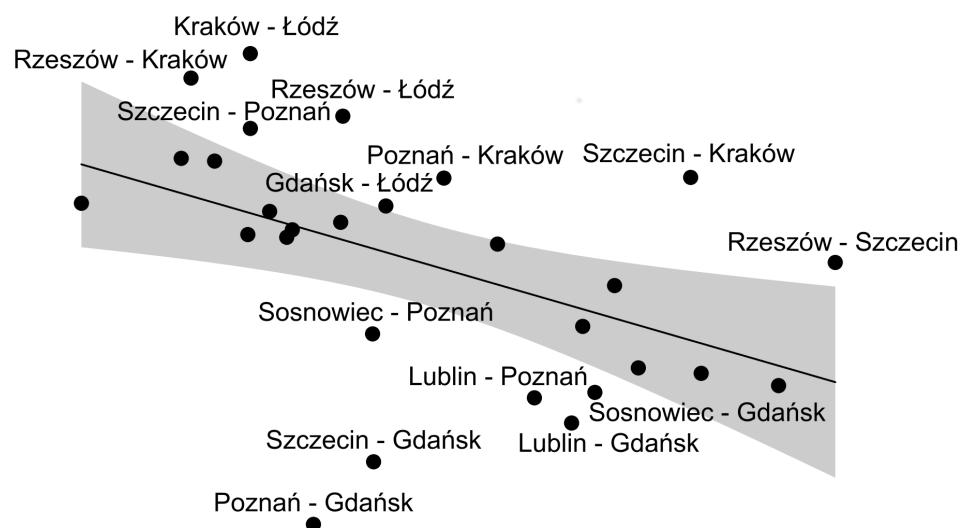 Kraków - Łódź
Rzeszów - Kraków
Rzeszów - Łódź
Szczecin - Poznań
Poznań - Kraków
Szczecin - Kraków
Gdańsk - Łódź
Rzeszów - Szczecin
Sosnowiec - Poznań
Lublin - Poznań
Sosnowiec - Gdańsk
Szczecin - Gdańsk
Lublin - Gdańsk
Poznań - Gdańsk